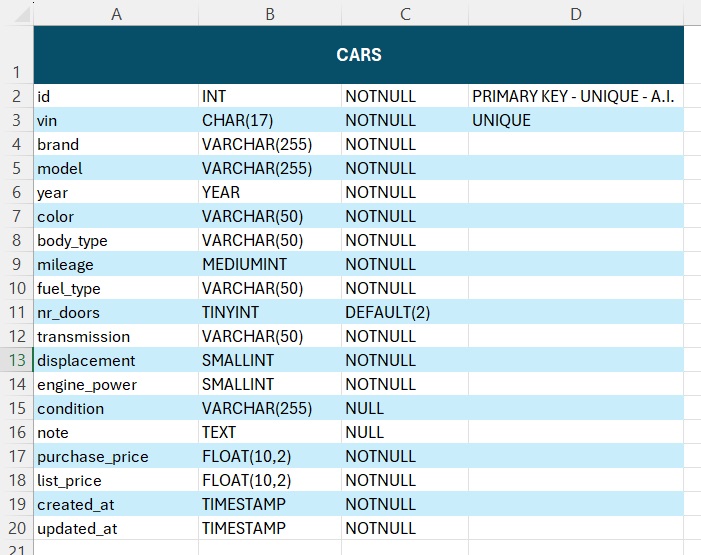 A B C D
1 CARS
2 id INT NOTNULL PRIMARY KEY - UNIQUE - A.I.
3 vin CHAR(17) NOTNULL UNIQUE
4 brand VARCHAR(255) NOTNULL
5 model VARCHAR(255) NOTNULL
6 year YEAR NOTNULL
7 color VARCHAR(50) NOTNULL
8 body_type VARCHAR(50) NOTNULL
9 mileage MEDIUMINT NOTNULL
10 fuel_type VARCHAR(50) NOTNULL
11 nr_doors TINYINT DEFAULT(2)
12 transmission VARCHAR(50) NOTNULL
13 displacement SMALLINT NOTNULL
14 engine_power SMALLINT NOTNULL
15 condition VARCHAR(255) NULL
16 note TEXT NULL
17 purchase_price FLOAT(10,2) NOTNULL
18 list_price FLOAT(10,2) NOTNULL
19 created_at TIMESTAMP NOTNULL
20 updated_at TIMESTAMP NOTNULL
21